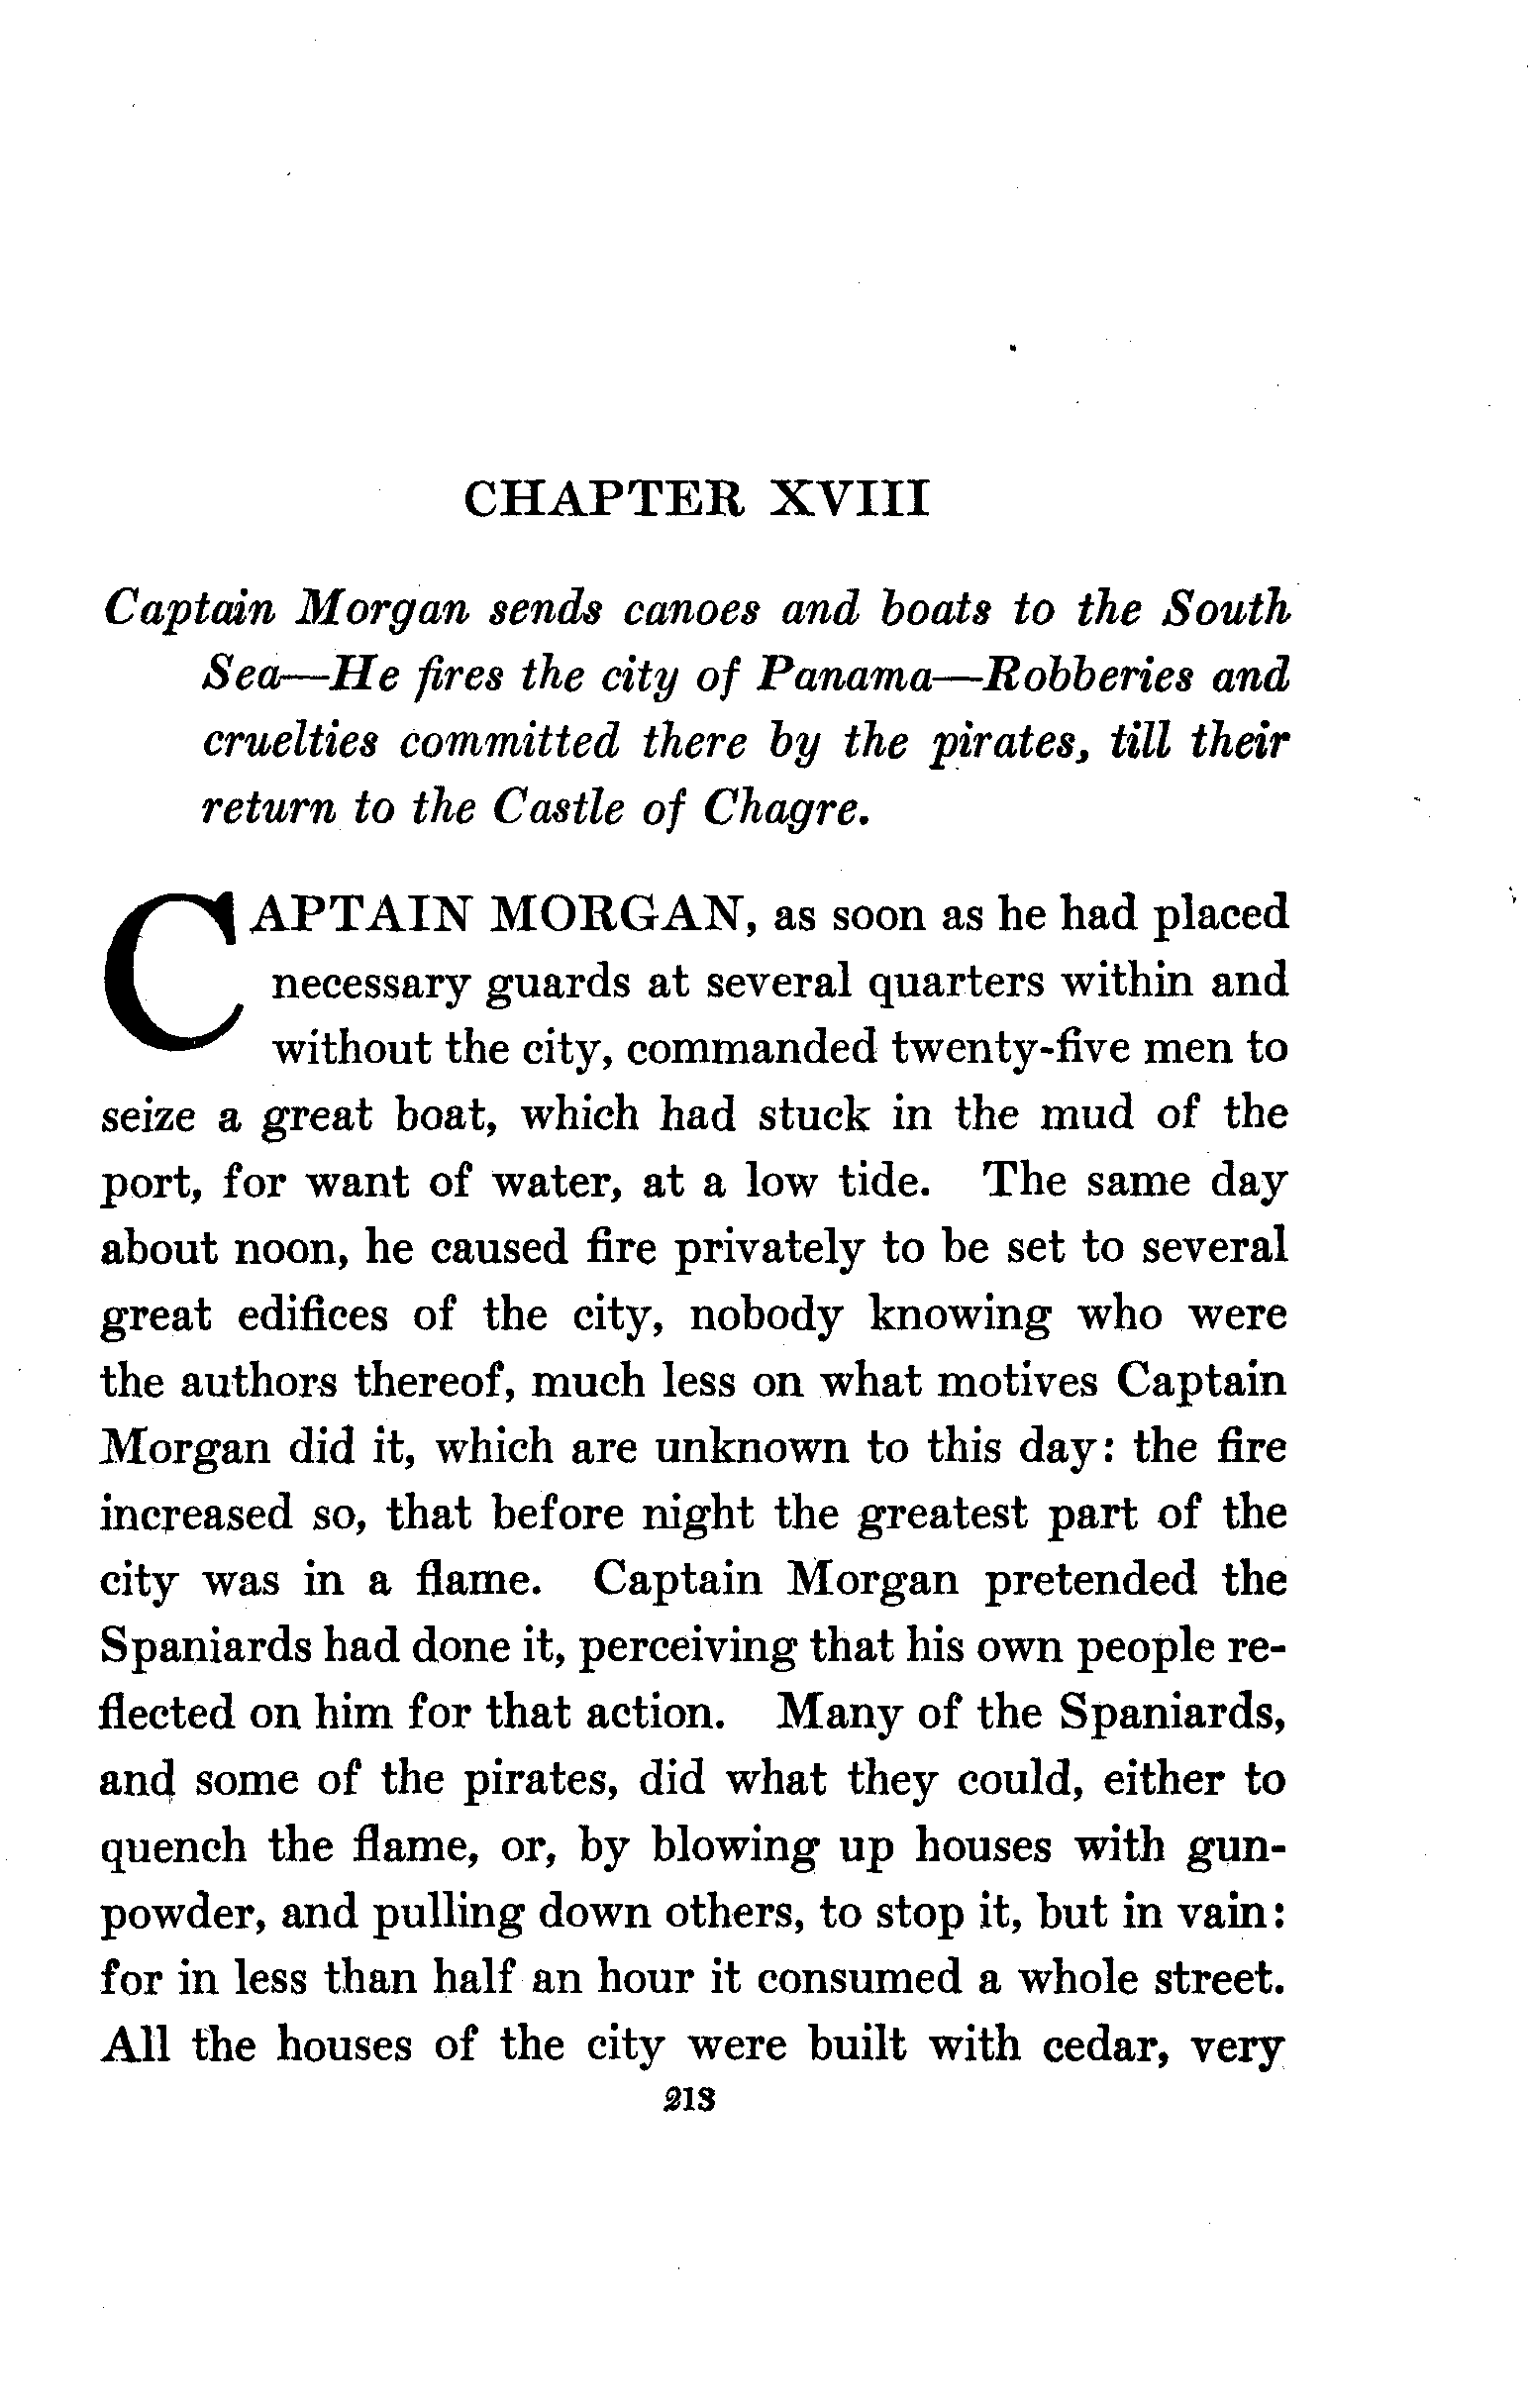 CHAPTER XVIII
Captain Morgan sends canoes and boats to the South
Sea—He fires the city of Panama—Robberies and
cruelties committed there by the pirates, till their
return to the Castle of Chagre.
CAPTAIN MORGAN, as soon as he had placed
necessary guards at several quarters within and
without the city, commanded twenty-five men to
seize a great boat, which had stuck in the mud of the
port, for want of water, at a low tide. The same day
about noon, he caused fire privately to be set to several
great edifices of the city, nobody knowing who were
the authors thereof, much less on what motives Captain
Morgan did it, which are unknown to this day: the fire
increased so, that before night the greatest part of the
city was in a flame. Captain Morgan pretended the
Spaniards had done it, perceiving that his own people re-
flected on him for that action. Many of the Spaniards,
and some of the pirates, did what they could, either to
quench the flame, or, by blowing up houses with gun-
powder, and pulling down others, to stop it, but in vain:
for in less than half an hour it consumed a whole street.
All the houses of the city were built with cedar, very
213